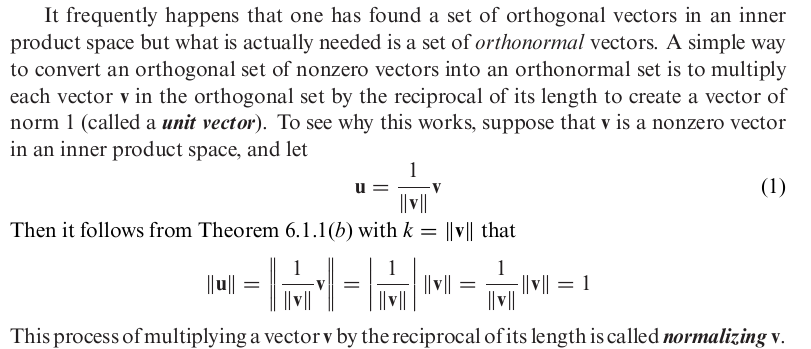 It frequently happens that one has found a set of orthogonal vectors in an inner
product space but what is actually needed is a set of orthonormal vectors. A simple way
to convert an orthogonal set of nonzero vectors into an orthonormal set is to multiply
each vector v in the orthogonal set by the reciprocal of its length to create a vector of
norm 1 (called a unit vector). To see why this works, suppose that v is a nonzero vector
in an inner product space, and let
u = 1/‖v‖ v (1)
Then it follows from Theorem 6.1.1(b) with k = ‖v‖ that
‖u‖ = ‖ 1/‖v‖ v ‖ = | 1/‖v‖ | ‖v‖ = 1/‖v‖ ‖v‖ = 1
This process of multiplying a vector v by the reciprocal of its length is called normalizing v.